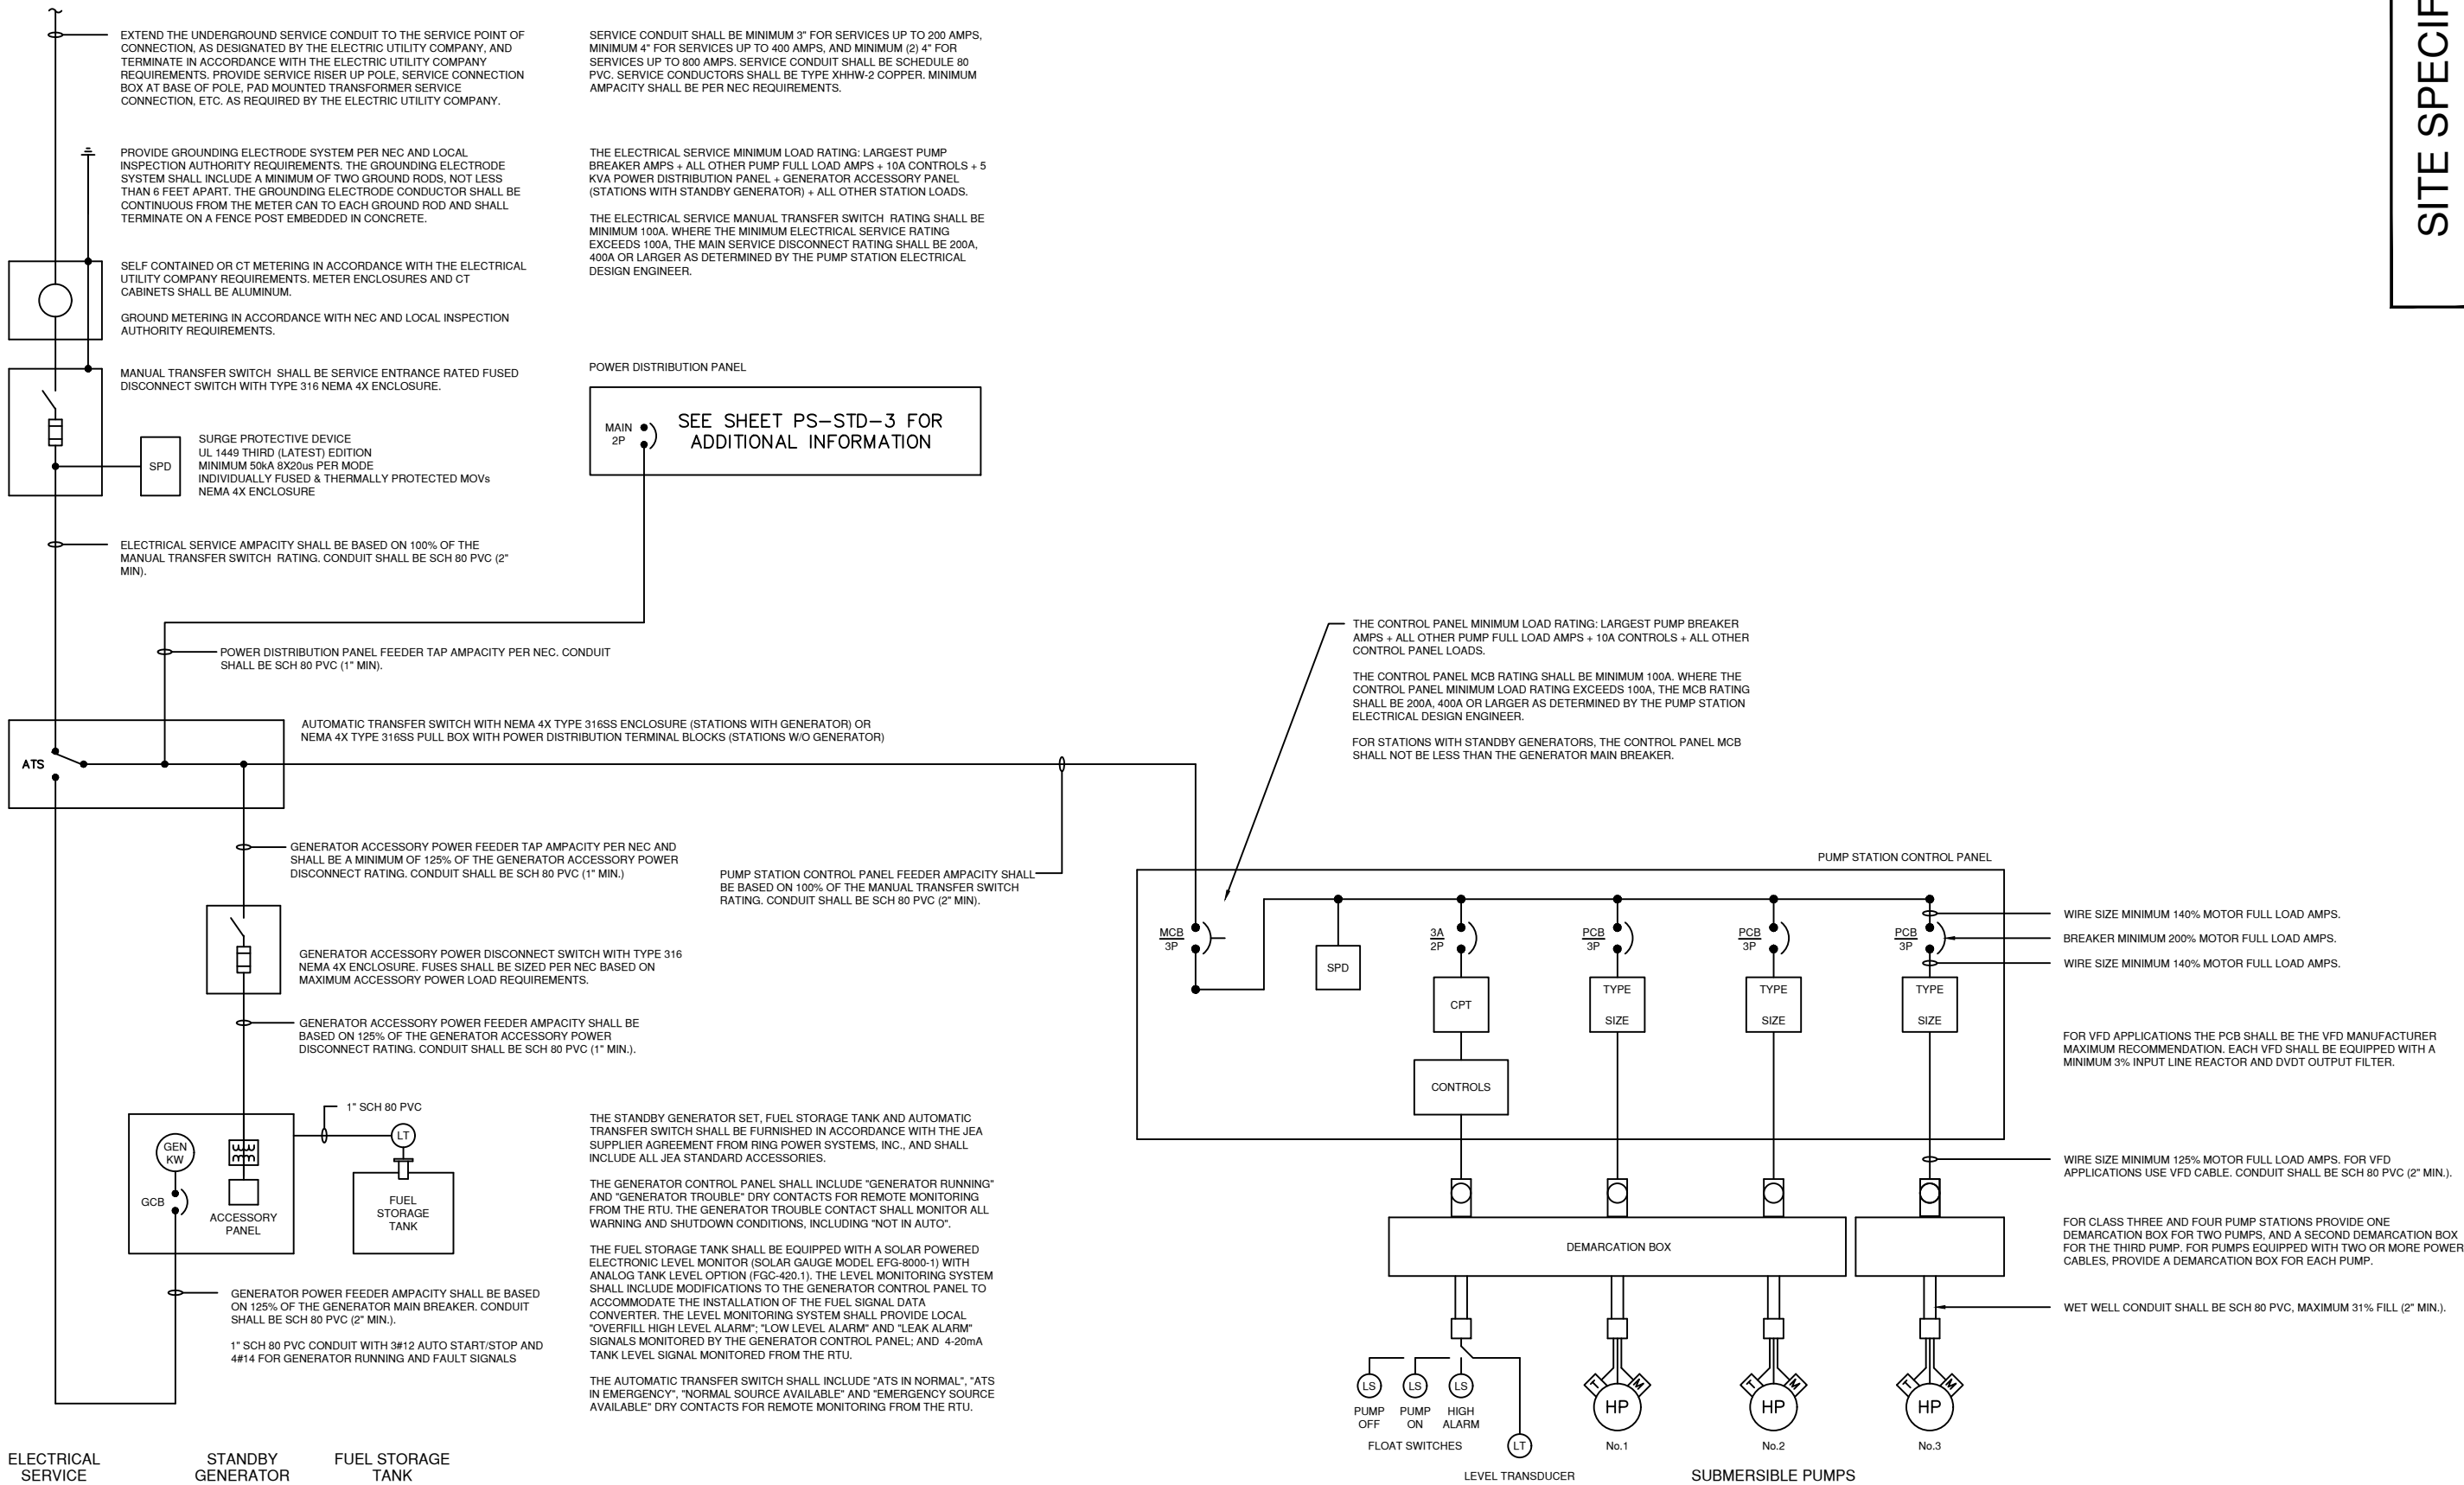 EXTEND THE UNDERGROUND SERVICE CONDUIT TO THE SERVICE POINT OF
CONNECTION, AS DESIGNATED BY THE ELECTRIC UTILITY COMPANY, AND
TERMINATE IN ACCORDANCE WITH THE ELECTRIC UTILITY COMPANY
REQUIREMENTS. PROVIDE SERVICE RISER UP POLE, SERVICE CONNECTION
BOX AT BASE OF POLE, PAD MOUNTED TRANSFORMER SERVICE
CONNECTION, ETC. AS REQUIRED BY THE ELECTRIC UTILITY COMPANY.
PROVIDE GROUNDING ELECTRODE SYSTEM PER NEC AND LOCAL
INSPECTION AUTHORITY REQUIREMENTS. THE GROUNDING ELECTRODE
SYSTEM SHALL INCLUDE A MINIMUM OF TWO GROUND RODS, NOT LESS
THAN 6 FEET APART. THE GROUNDING ELECTRODE CONDUCTOR SHALL BE
CONTINUOUS FROM THE METER CAN TO EACH GROUND ROD AND SHALL
TERMINATE ON A FENCE POST EMBEDDED IN CONCRETE.
SELF CONTAINED OR CT METERING IN ACCORDANCE WITH THE ELECTRICAL
UTILITY COMPANY REQUIREMENTS. METER ENCLOSURES AND CT
CABINETS SHALL BE ALUMINUM.
GROUND METERING IN ACCORDANCE WITH NEC AND LOCAL INSPECTION
AUTHORITY REQUIREMENTS.
MANUAL TRANSFER SWITCH SHALL BE SERVICE ENTRANCE RATED FUSED
DISCONNECT SWITCH WITH TYPE 316 NEMA 4X ENCLOSURE.
SPD
SURGE PROTECTIVE DEVICE
UL 1449 THIRD (LATEST) EDITION
MINIMUM 50kA 8X20us PER MODE
INDIVIDUALLY FUSED & THERMALLY PROTECTED MOVs
NEMA 4X ENCLOSURE
ELECTRICAL SERVICE AMPACITY SHALL BE BASED ON 100% OF THE
MANUAL TRANSFER SWITCH RATING. CONDUIT SHALL BE SCH 80 PVC (2"
MIN).
SERVICE CONDUIT SHALL BE MINIMUM 3" FOR SERVICES UP TO 200 AMPS,
MINIMUM 4" FOR SERVICES UP TO 400 AMPS, AND MINIMUM (2) 4" FOR
SERVICES UP TO 800 AMPS. SERVICE CONDUIT SHALL BE SCHEDULE 80
PVC. SERVICE CONDUCTORS SHALL BE TYPE XHHW-2 COPPER. MINIMUM
AMPACITY SHALL BE PER NEC REQUIREMENTS.
THE ELECTRICAL SERVICE MINIMUM LOAD RATING: LARGEST PUMP
BREAKER AMPS + ALL OTHER PUMP FULL LOAD AMPS + 10A CONTROLS + 5
KVA POWER DISTRIBUTION PANEL + GENERATOR ACCESSORY PANEL
(STATIONS WITH STANDBY GENERATOR) + ALL OTHER STATION LOADS.
THE ELECTRICAL SERVICE MANUAL TRANSFER SWITCH RATING SHALL BE
MINIMUM 100A. WHERE THE MINIMUM ELECTRICAL SERVICE RATING
EXCEEDS 100A, THE MAIN SERVICE DISCONNECT RATING SHALL BE 200A,
400A OR LARGER AS DETERMINED BY THE PUMP STATION ELECTRICAL
DESIGN ENGINEER.
POWER DISTRIBUTION PANEL
MAIN
2P
SEE SHEET PS-STD-3 FOR
ADDITIONAL INFORMATION
POWER DISTRIBUTION PANEL FEEDER TAP AMPACITY PER NEC. CONDUIT
SHALL BE SCH 80 PVC (1" MIN).
ATS
AUTOMATIC TRANSFER SWITCH WITH NEMA 4X TYPE 316SS ENCLOSURE (STATIONS WITH GENERATOR) OR
NEMA 4X TYPE 316SS PULL BOX WITH POWER DISTRIBUTION TERMINAL BLOCKS (STATIONS W/O GENERATOR)
GENERATOR ACCESSORY POWER FEEDER TAP AMPACITY PER NEC AND
SHALL BE A MINIMUM OF 125% OF THE GENERATOR ACCESSORY POWER
DISCONNECT RATING. CONDUIT SHALL BE SCH 80 PVC (1" MIN.)
PUMP STATION CONTROL PANEL FEEDER AMPACITY SHALL
BE BASED ON 100% OF THE MANUAL TRANSFER SWITCH
RATING. CONDUIT SHALL BE SCH 80 PVC (2" MIN).
GENERATOR ACCESSORY POWER DISCONNECT SWITCH WITH TYPE 316
NEMA 4X ENCLOSURE. FUSES SHALL BE SIZED PER NEC BASED ON
MAXIMUM ACCESSORY POWER LOAD REQUIREMENTS.
GENERATOR ACCESSORY POWER FEEDER AMPACITY SHALL BE
BASED ON 125% OF THE GENERATOR ACCESSORY POWER
DISCONNECT RATING. CONDUIT SHALL BE SCH 80 PVC (1" MIN.).
1" SCH 80 PVC
GEN
KW
GCB
ACCESSORY
PANEL
LT
FUEL
STORAGE
TANK
GENERATOR POWER FEEDER AMPACITY SHALL BE BASED
ON 125% OF THE GENERATOR MAIN BREAKER. CONDUIT
SHALL BE SCH 80 PVC (2" MIN.).
1" SCH 80 PVC CONDUIT WITH 3#12 AUTO START/STOP AND
4#14 FOR GENERATOR RUNNING AND FAULT SIGNALS
THE STANDBY GENERATOR SET, FUEL STORAGE TANK AND AUTOMATIC
TRANSFER SWITCH SHALL BE FURNISHED IN ACCORDANCE WITH THE JEA
SUPPLIER AGREEMENT FROM RING POWER SYSTEMS, INC., AND SHALL
INCLUDE ALL JEA STANDARD ACCESSORIES.
THE GENERATOR CONTROL PANEL SHALL INCLUDE "GENERATOR RUNNING"
AND "GENERATOR TROUBLE" DRY CONTACTS FOR REMOTE MONITORING
FROM THE RTU. THE GENERATOR TROUBLE CONTACT SHALL MONITOR ALL
WARNING AND SHUTDOWN CONDITIONS, INCLUDING "NOT IN AUTO".
THE FUEL STORAGE TANK SHALL BE EQUIPPED WITH A SOLAR POWERED
ELECTRONIC LEVEL MONITOR (SOLAR GAUGE MODEL EFG-8000-1) WITH
ANALOG TANK LEVEL OPTION (FGC-420.1). THE LEVEL MONITORING SYSTEM
SHALL INCLUDE MODIFICATIONS TO THE GENERATOR CONTROL PANEL TO
ACCOMMODATE THE INSTALLATION OF THE FUEL SIGNAL DATA
CONVERTER. THE LEVEL MONITORING SYSTEM SHALL PROVIDE LOCAL
"OVERFILL HIGH LEVEL ALARM"; "LOW LEVEL ALARM" AND "LEAK ALARM"
SIGNALS MONITORED BY THE GENERATOR CONTROL PANEL; AND 4-20mA
TANK LEVEL SIGNAL MONITORED FROM THE RTU.
THE AUTOMATIC TRANSFER SWITCH SHALL INCLUDE "ATS IN NORMAL", "ATS
IN EMERGENCY", "NORMAL SOURCE AVAILABLE" AND "EMERGENCY SOURCE
AVAILABLE" DRY CONTACTS FOR REMOTE MONITORING FROM THE RTU.
ELECTRICAL
SERVICE
STANDBY
GENERATOR
FUEL STORAGE
TANK
THE CONTROL PANEL MINIMUM LOAD RATING: LARGEST PUMP BREAKER
AMPS + ALL OTHER PUMP FULL LOAD AMPS + 10A CONTROLS + ALL OTHER
CONTROL PANEL LOADS.
THE CONTROL PANEL MCB RATING SHALL BE MINIMUM 100A. WHERE THE
CONTROL PANEL MINIMUM LOAD RATING EXCEEDS 100A, THE MCB RATING
SHALL BE 200A, 400A OR LARGER AS DETERMINED BY THE PUMP STATION
ELECTRICAL DESIGN ENGINEER.
FOR STATIONS WITH STANDBY GENERATORS, THE CONTROL PANEL MCB
SHALL NOT BE LESS THAN THE GENERATOR MAIN BREAKER.
PUMP STATION CONTROL PANEL
MCB
3P
SPD
3A
2P
CPT
CONTROLS
PCB
3P
TYPE
SIZE
PCB
3P
TYPE
SIZE
PCB
3P
TYPE
SIZE
WIRE SIZE MINIMUM 140% MOTOR FULL LOAD AMPS.
BREAKER MINIMUM 200% MOTOR FULL LOAD AMPS.
WIRE SIZE MINIMUM 140% MOTOR FULL LOAD AMPS.
FOR VFD APPLICATIONS THE PCB SHALL BE THE VFD MANUFACTURER
MAXIMUM RECOMMENDATION. EACH VFD SHALL BE EQUIPPED WITH A
MINIMUM 3% INPUT LINE REACTOR AND DVDT OUTPUT FILTER.
WIRE SIZE MINIMUM 125% MOTOR FULL LOAD AMPS. FOR VFD
APPLICATIONS USE VFD CABLE. CONDUIT SHALL BE SCH 80 PVC (2" MIN.).
DEMARCATION BOX
FOR CLASS THREE AND FOUR PUMP STATIONS PROVIDE ONE
DEMARCATION BOX FOR TWO PUMPS, AND A SECOND DEMARCATION BOX
FOR THE THIRD PUMP. FOR PUMPS EQUIPPED WITH TWO OR MORE POWER
CABLES, PROVIDE A DEMARCATION BOX FOR EACH PUMP.
WET WELL CONDUIT SHALL BE SCH 80 PVC, MAXIMUM 31% FILL (2" MIN.).
LS
PUMP
OFF
LS
PUMP
ON
LS
HIGH
ALARM
FLOAT SWITCHES
LT
LEVEL TRANSDUCER
T
M
HP
No.1
T
M
HP
No.2
T
M
HP
No.3
SUBMERSIBLE PUMPS
SITE SPECIF